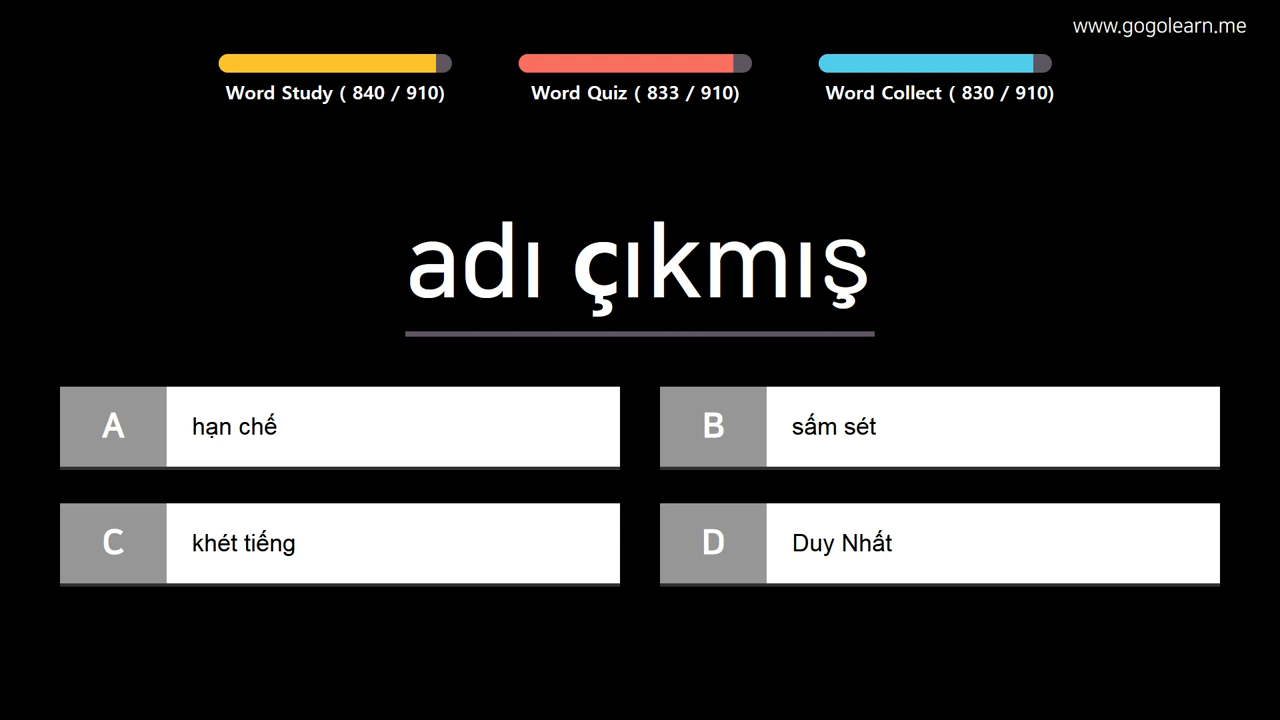 www.gogolearn.me
Word Study ( 840 / 910)
Word Quiz ( 833 / 910)
Word Collect ( 830 / 910)
adı çıkmış
A hạn chế
B sấm sét
C khét tiếng
D Duy Nhất